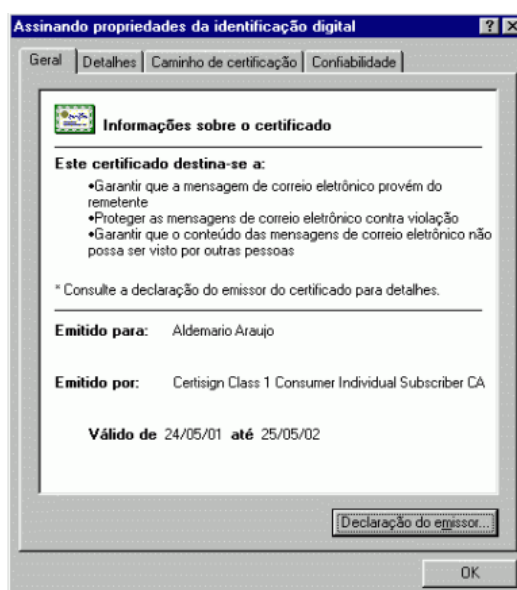 Assinando propriedades da identificação digital
Geral Detalhes Caminho de certificação Confiabilidade
Informações sobre o certificado
Este certificado destina-se a:
•Garantir que a mensagem de correio eletrônico provém do
remetente
•Proteger as mensagens de correio eletrônico contra violação
•Garantir que o conteúdo das mensagens de correio eletrônico não
possa ser visto por outras pessoas
* Consulte a declaração do emissor do certificado para detalhes.
Emitido para: Aldemario Araujo
Emitido por: Certisign Class 1 Consumer Individual Subscriber CA
Válido de 24/05/01 até 25/05/02
Declaração do emissor...
OK